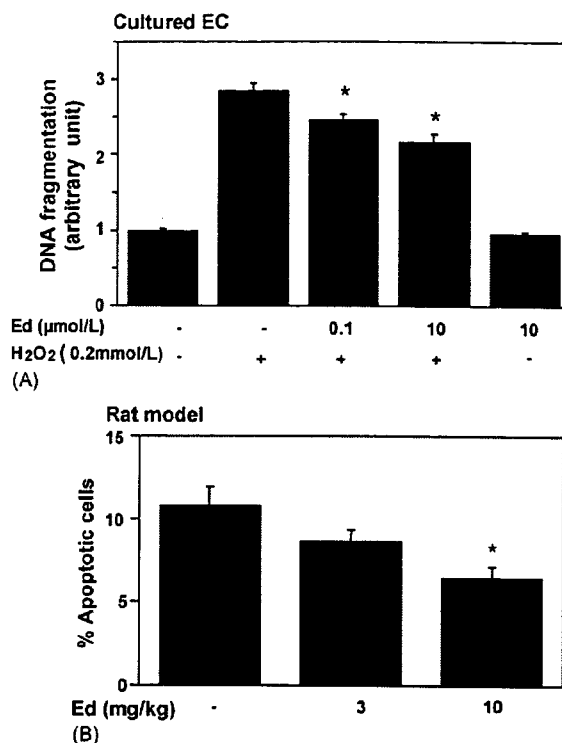 Cultured EC
DNA fragmentation
(arbitrary unit)
3
2
1
0
*
*
Ed (µmol/L) - - 0.1 10 10
H2O2 ( 0.2mmol/L) - + + + -
(A)
Rat model
% Apoptotic cells
15
10
5
0
*
Ed (mg/kg) - 3 10
(B)